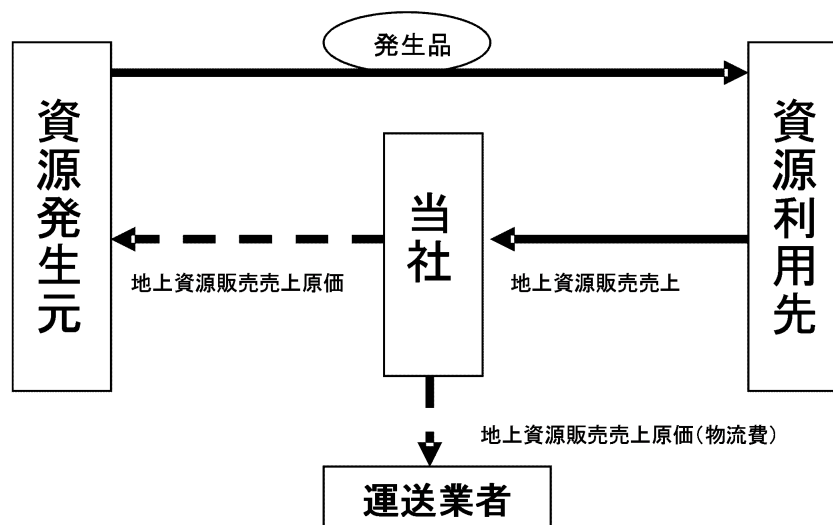 発生品
資源発生元
当社
資源利用先
地上資源販売売上原価
地上資源販売売上
地上資源販売売上原価(物流費)
運送業者